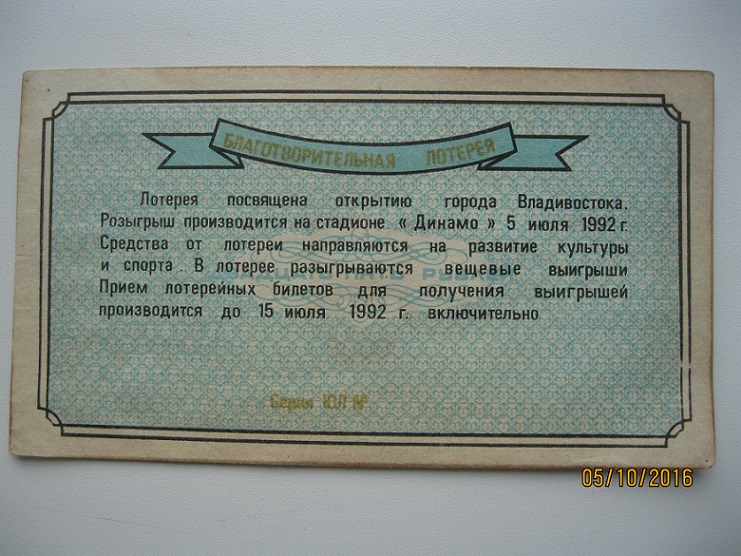 БЛАГОТВОРИТЕЛЬНАЯ ЛОТЕРЕЯ
Лотерея посвящена открытию города Владивостока.
Розыгрыш производится на стадионе « Динамо » 5 июля 1992 г.
Средства от лотереи направляются на развитие культуры
и спорта . В лотерее разыгрываются вещевые выигрыши
Прием лотерейных билетов для получения выигрышей
производится до 15 июля 1992 г. включительно
Серия ЮЛ №
05/10/2016